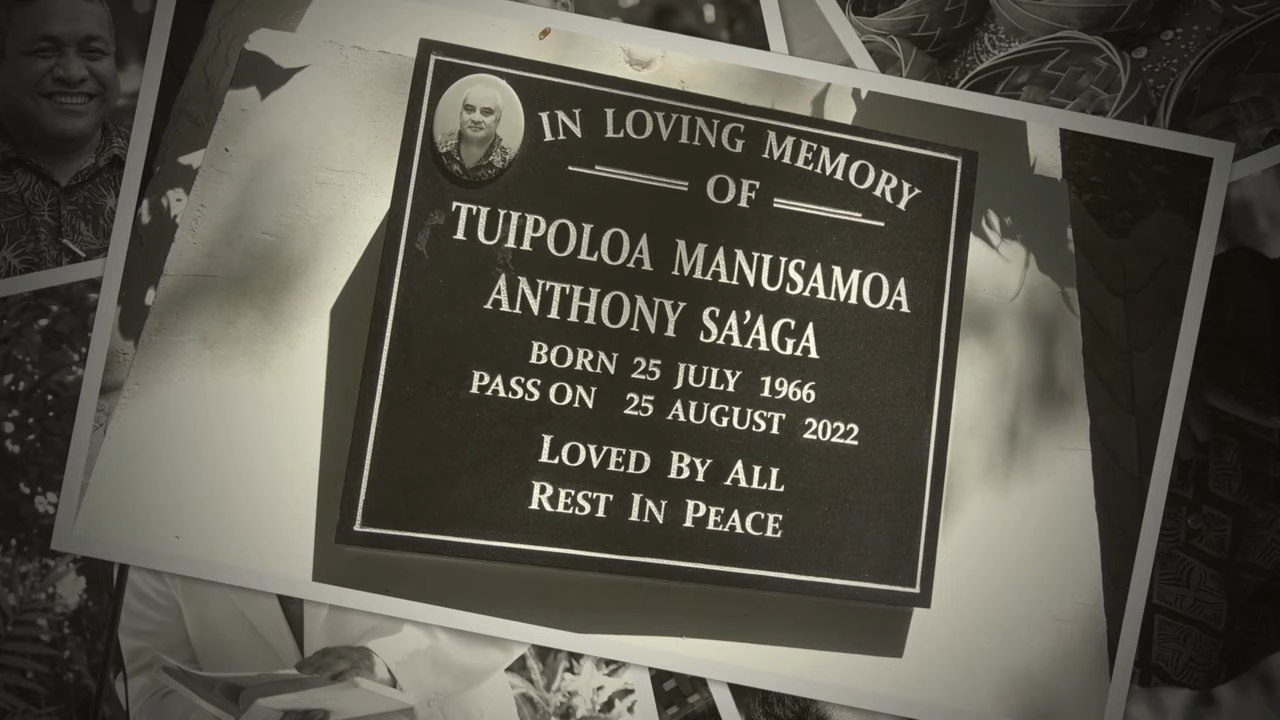 IN LOVING MEMORY
OF
TUIPOLOA MANUSAMOA
ANTHONY SA'AGA
BORN 25 JULY 1966
PASS ON 25 AUGUST 2022
LOVED BY ALL
REST IN PEACE